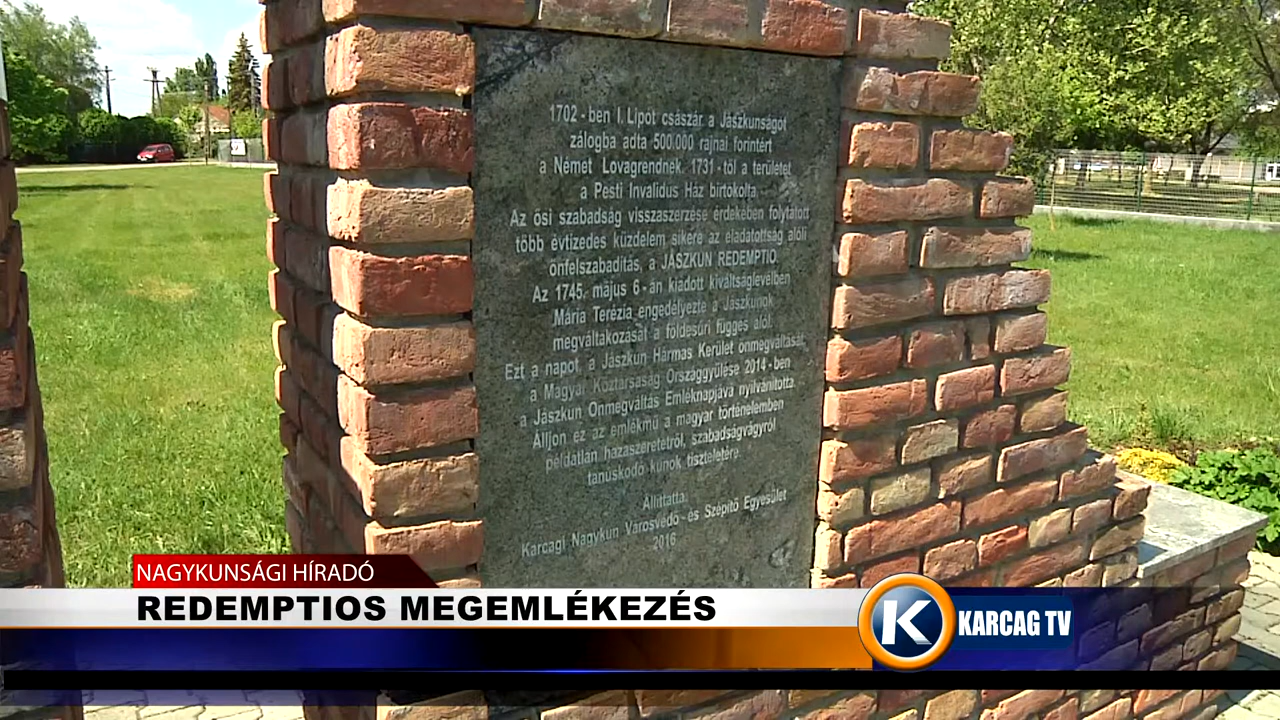 1702 - ben I. Lipót császár a Jászkunságot
zálogba adta 500.000 rajnai forintért
a Német Lovagrendnek. 1731 - től a területet
a Pesti Invalidus Ház birtokolta.
Az ősi szabadság visszaszerzése érdekében folytatott
több évtizedes küzdelem sikere az eladatottság alóli
önfelszabadítás, a JÁSZKUN REDEMPTIO.
Az 1745. május 6 - án kiadott kiváltságlevelben
Mária Terézia engedélyezte a Jászkunok
megváltakozását a földesúri függés alól.
Ezt a napot, a Jászkun Hármas Kerület önmegváltását,
a Magyar Köztársaság Országgyűlése 2014 - ben
a Jászkun Önmegváltás Emléknapjává nyilvánította.
Álljon ez az emlékmű a magyar történelemben
példátlan hazaszeretetről, szabadságvágyról
tanúskodó kunok tiszteletére.
Állíttatta:
Karcagi Nagykun Városvédő - és Szépítő Egyesület
2016
NAGYKUNSÁGI HÍRADÓ
REDEMPTIOS MEGEMLÉKEZÉS
K KARCAG TV